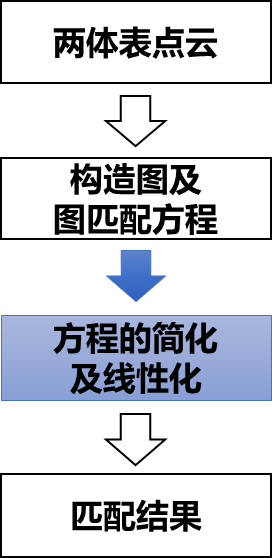 两体表点云
构造图及
图匹配方程
方程的简化
及线性化
匹配结果